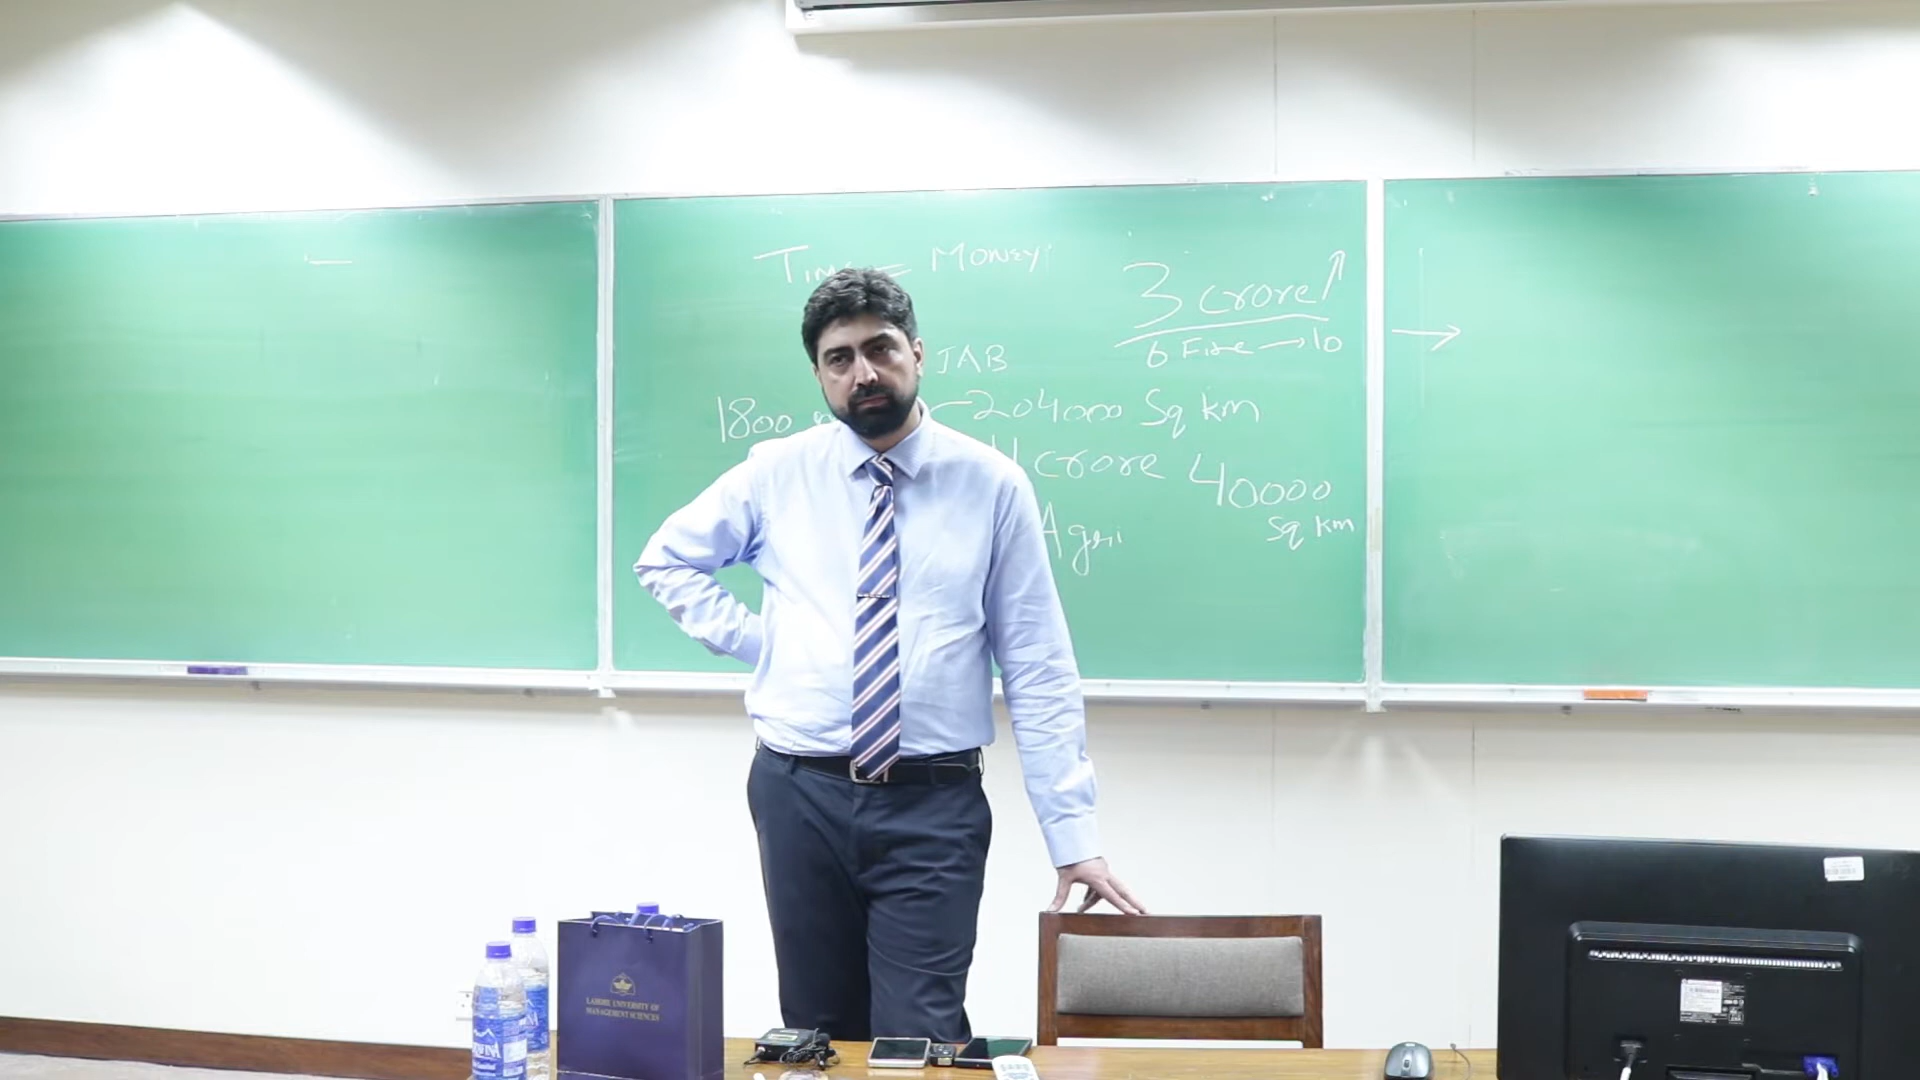 = Money
3 crore
6 Fire → 10
JAB
1800
204000 Sq km
crore
40000
Sq km
Agri
LAHORE UNIVERSITY OF
MANAGEMENT SCIENCES